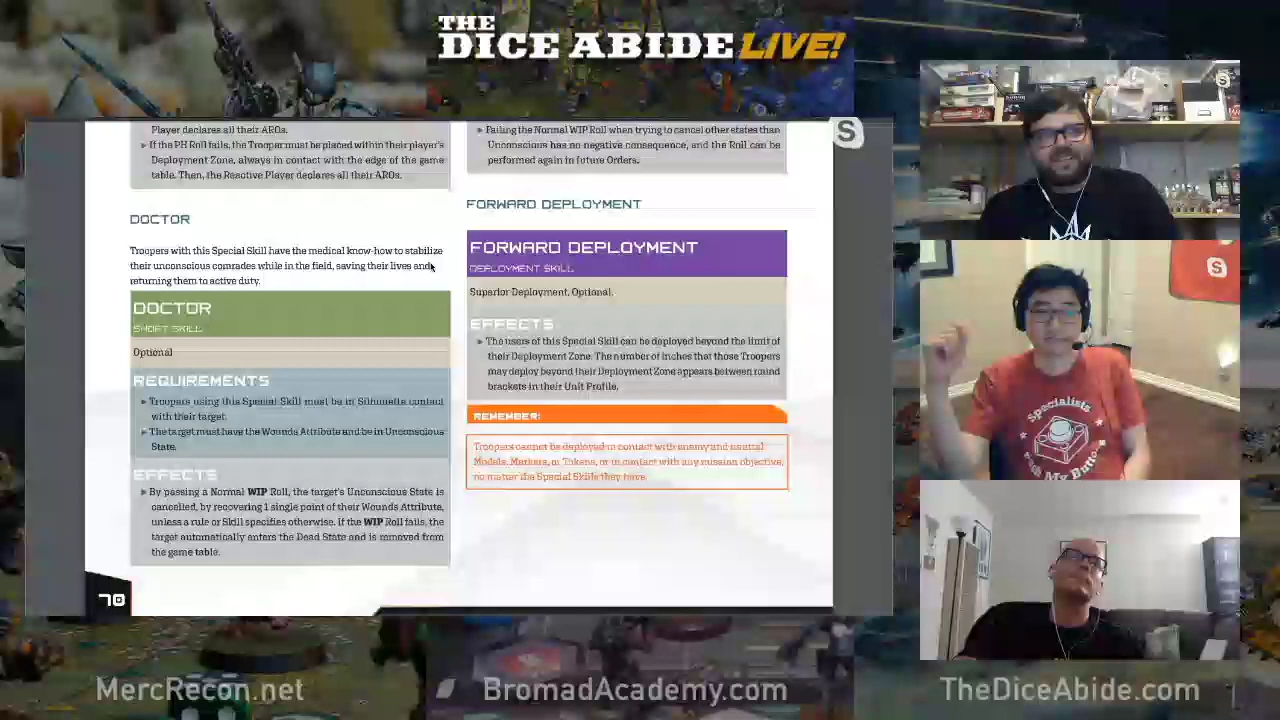 THE
DICE ABIDE LIVE!
Player declares all their AROs.
► If the PH Roll fails, the Trooper must be placed within their player's
Deployment Zone, always in contact with the edge of the game
table. Then, the Reactive Player declares all their AROs.
DOCTOR
Troopers with this Special Skill have the medical know-how to stabilize
their unconscious comrades while in the field, saving their lives and
returning them to active duty.
DOCTOR
SHORT SKILL
Optional
REQUIREMENTS
► Troopers using this Special Skill must be in Silhouette contact
with their target.
► The target must have the Wounds Attribute and be in Unconscious
State.
EFFECTS
► By passing a Normal WIP Roll, the target's Unconscious State is
cancelled, by recovering 1 single point of their Wounds Attribute,
unless a rule or Skill specifies otherwise. If the WIP Roll fails, the
target automatically enters the Dead State and is removed from
the game table.
70
► Failing the Normal WIP Roll when trying to cancel other states than
Unconscious has no negative consequence, and the Roll can be
performed again in future Orders.
FORWARD DEPLOYMENT
FORWARD DEPLOYMENT
DEPLOYMENT SKILL
Superior Deployment, Optional.
EFFECTS
► The users of this Special Skill can be deployed beyond the limit of
their Deployment Zone. The number of inches that those Troopers
may deploy beyond their Deployment Zone appears between round
brackets in their Unit Profile.
REMEMBER:
Troopers cannot be deployed in contact with enemy and neutral
Models, Markers, or Tokens, or in contact with any mission objective,
no matter the Special Skills they have.
S
S
S
Specialists
Push My Buttons
MercRecon.net
BromadAcademy.com
TheDiceAbide.com